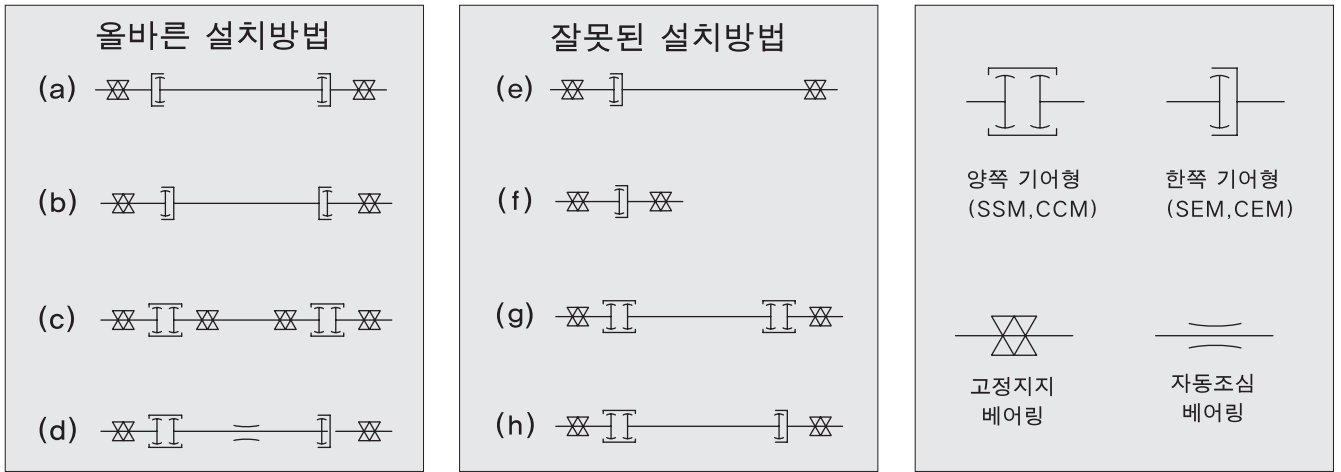 올바른 설치방법
(a)
(b)
(c)
(d)
잘못된 설치방법
(e)
(f)
(g)
(h)
양쪽 기어형
(SSM,CCM)
한쪽 기어형
(SEM,CEM)
고정지지
베어링
자동조심
베어링